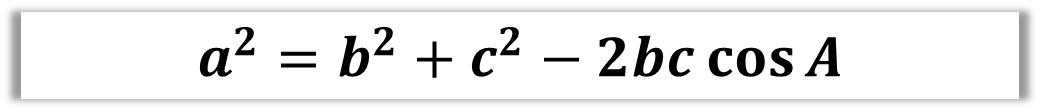 a² = b² + c² − 2bc cos A